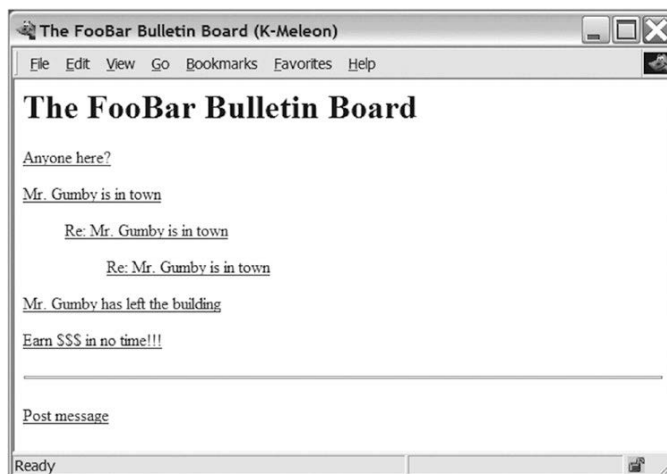 The FooBar Bulletin Board (K-Meleon)
File Edit View Go Bookmarks Favorites Help
The FooBar Bulletin Board
Anyone here?
Mr. Gumby is in town
Re: Mr. Gumby is in town
Re: Mr. Gumby is in town
Mr. Gumby has left the building
Earn $$$ in no time!!!
Post message
Ready